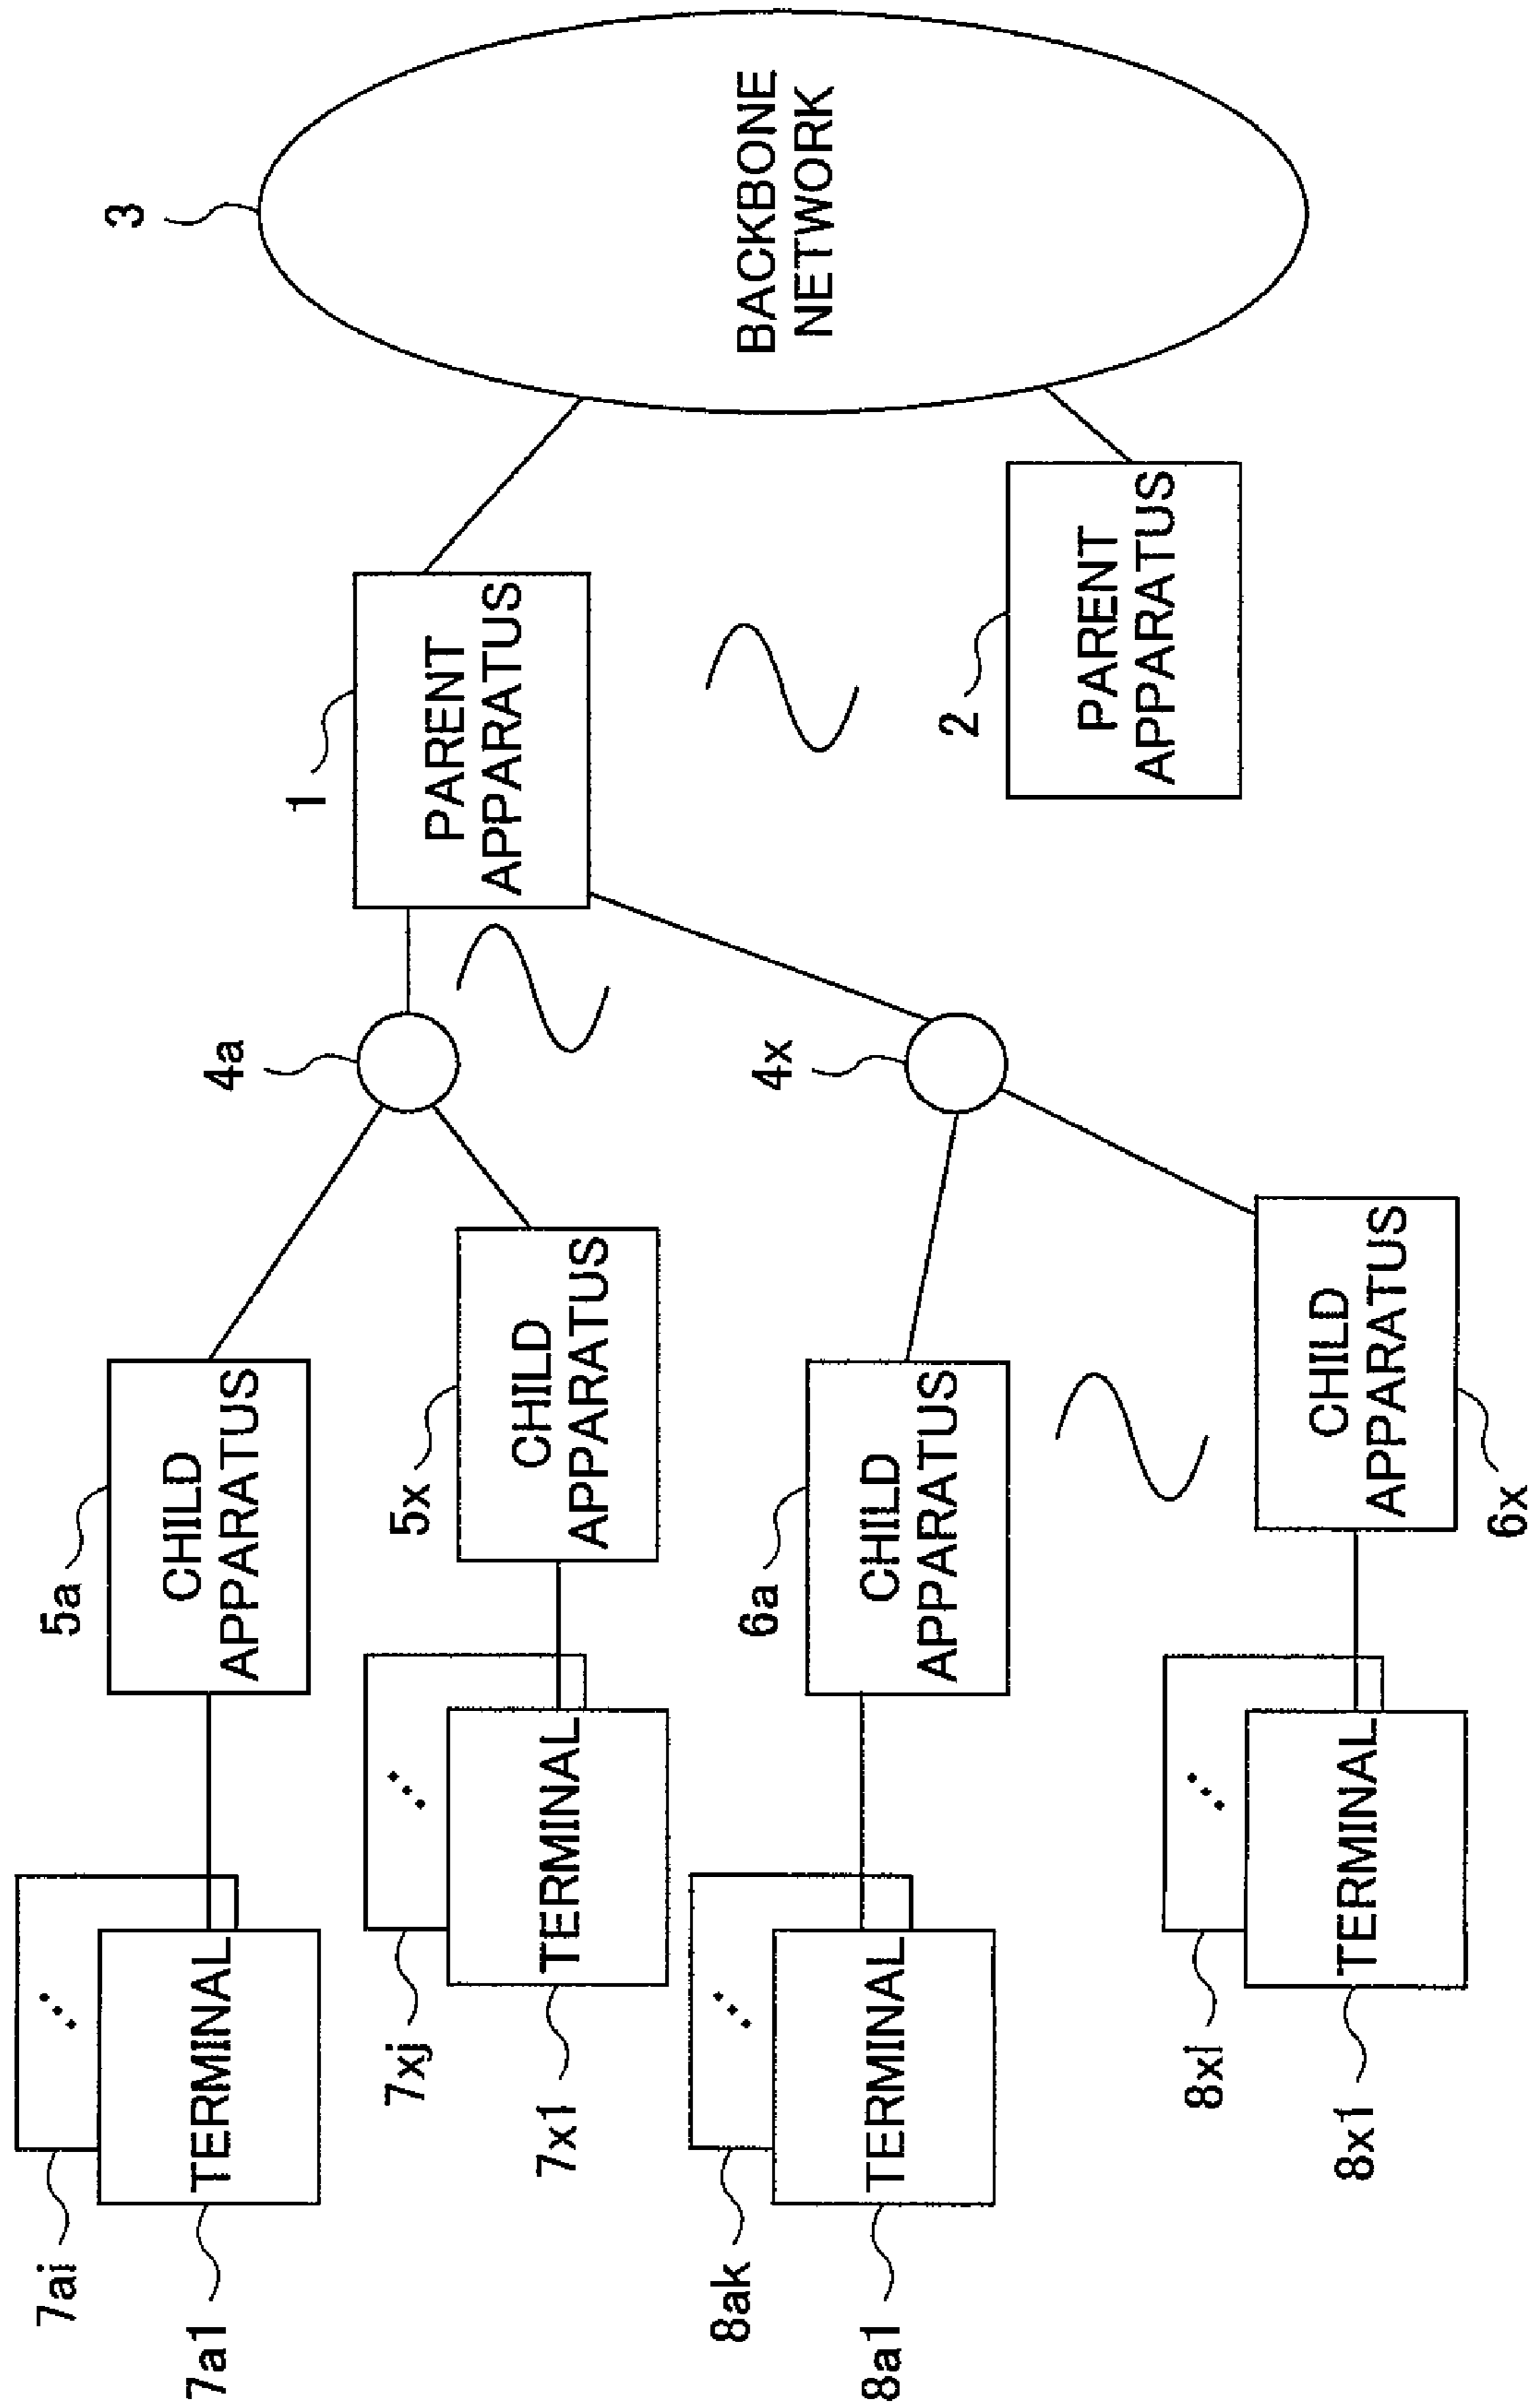 7ai
5a
3
7a1
TERMINAL
CHILD
APPARATUS
4a
1
PARENT
APPARATUS
7xj
5x
7x1
TERMINAL
CHILD
APPARATUS
8ak
6a
4x
BACKBONE
NETWORK
8a1
TERMINAL
CHILD
APPARATUS
2
PARENT
APPARATUS
8xl
8x1
TERMINAL
CHILD
APPARATUS
6x